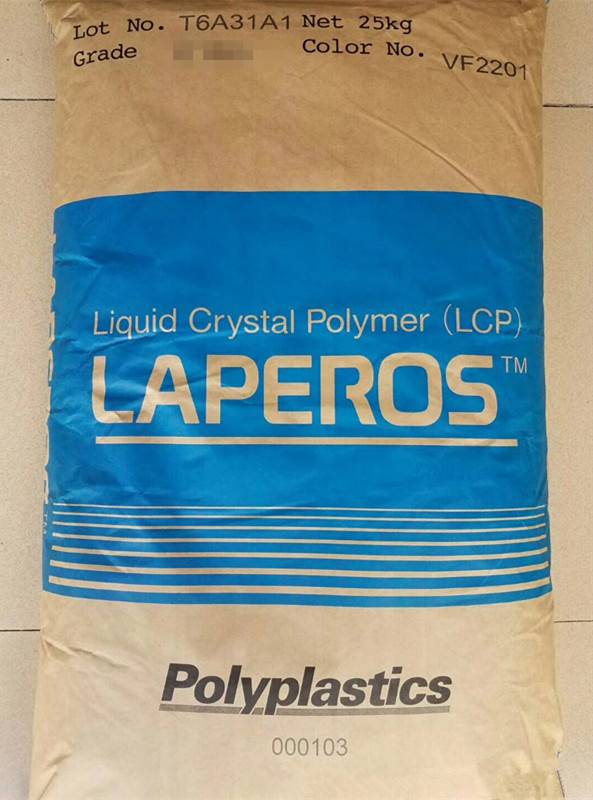 Lot No. T6A31A1 Net 25kg
Grade Color No. VF2201
Liquid Crystal Polymer (LCP)
LAPEROS™
Polyplastics
000103